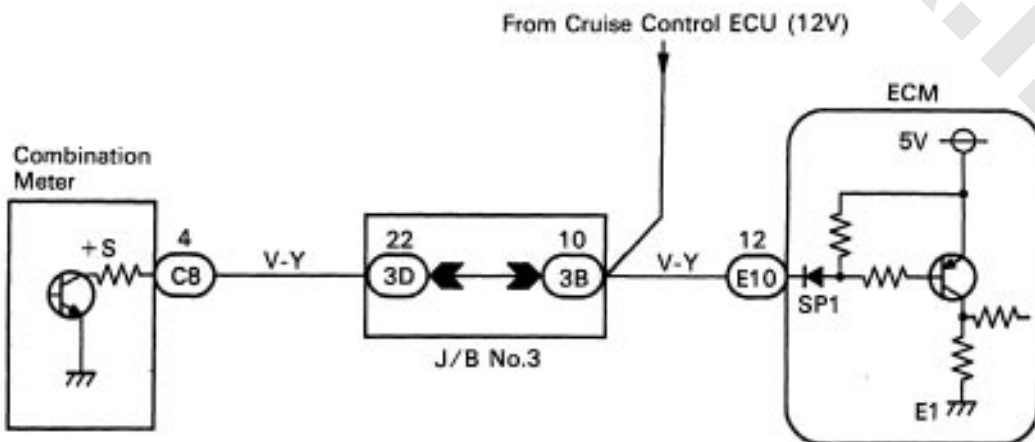 From Cruise Control ECU (12V)
ECM
5V
Combination
Meter
+S
4
C8
V-Y
22
3D
10
3B
V-Y
12
E10
SP1
J/B No.3
E1